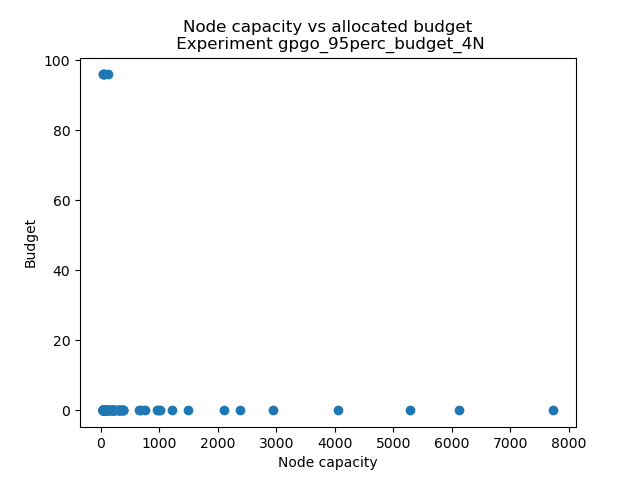 Node capacity vs allocated budget
Experiment gpgo_95perc_budget_4N
100
80
60
40
20
0
Budget
0 1000 2000 3000 4000 5000 6000 7000 8000
Node capacity